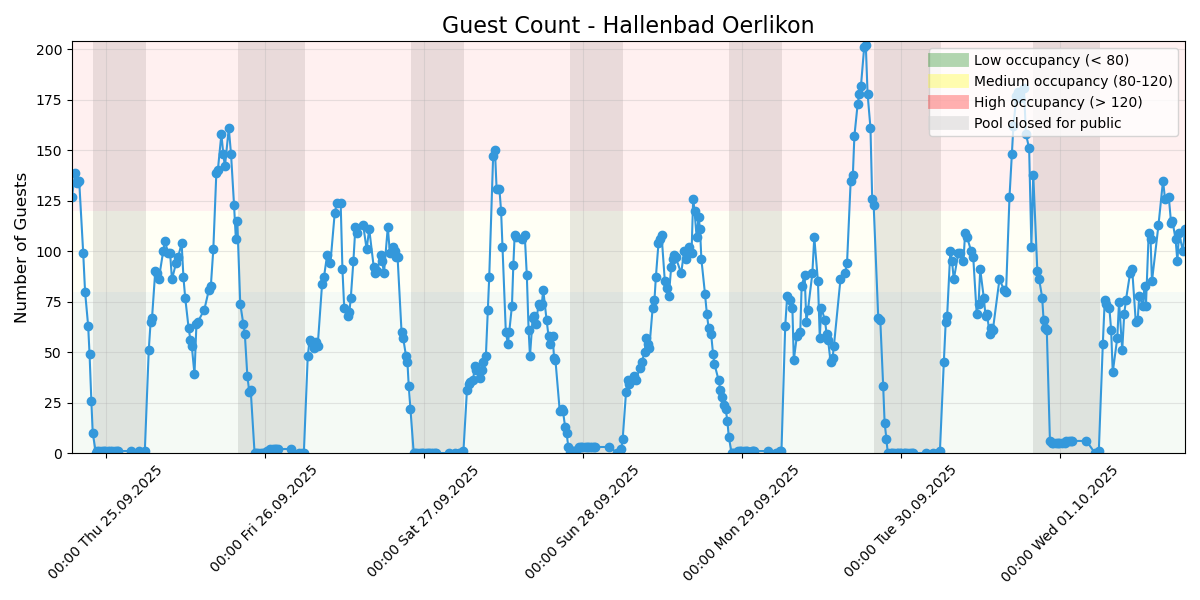 Guest Count - Hallenbad Oerlikon
Number of Guests
200
175
150
125
100
75
50
25
0
Low occupancy (< 80)
Medium occupancy (80-120)
High occupancy (> 120)
Pool closed for public
00:00 Thu 25.09.2025
00:00 Fri 26.09.2025
00:00 Sat 27.09.2025
00:00 Sun 28.09.2025
00:00 Mon 29.09.2025
00:00 Tue 30.09.2025
00:00 Wed 01.10.2025